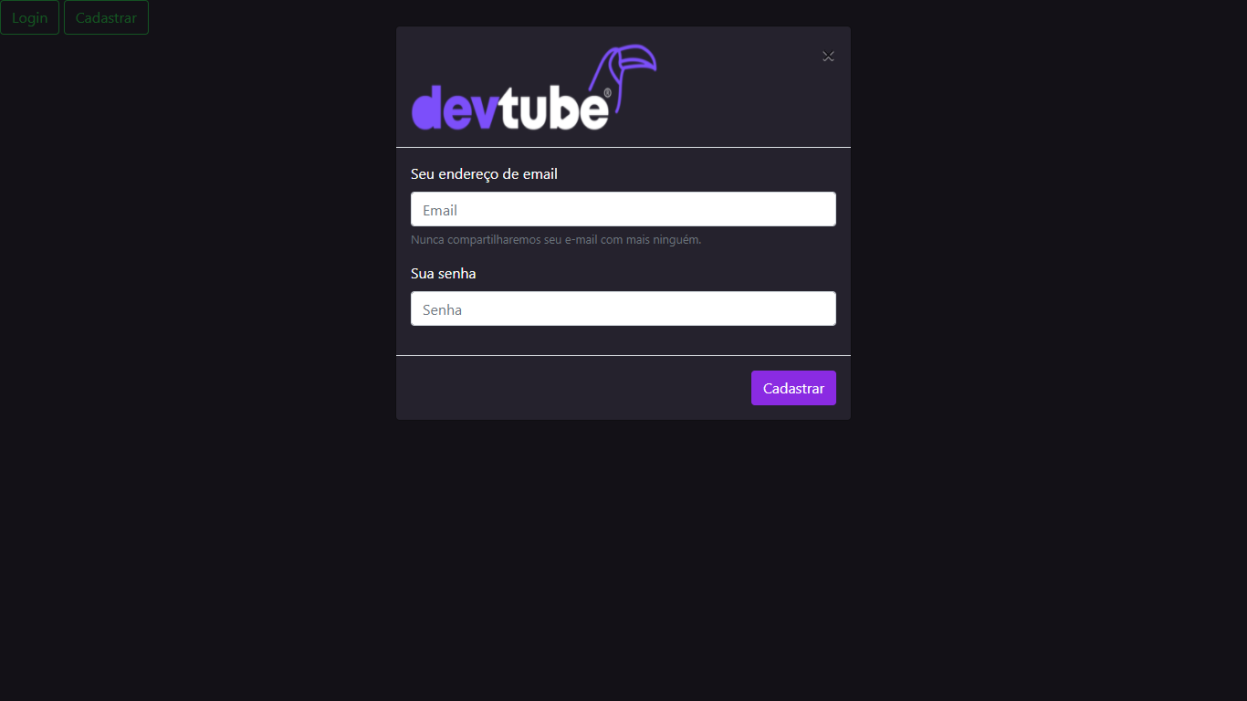 Login Cadastrar
devtube®
×
Seu endereço de email
Email
Nunca compartilharemos seu e-mail com mais ninguém.
Sua senha
Senha
Cadastrar